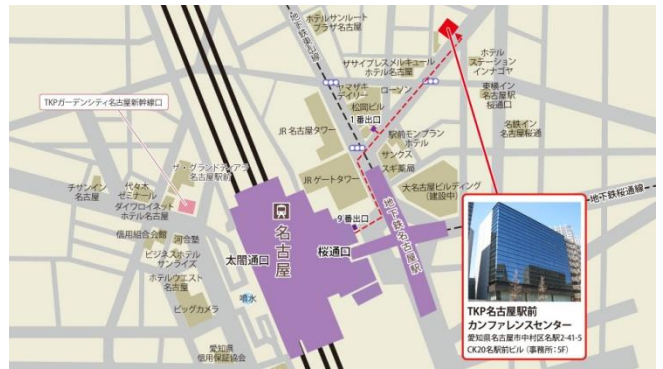 ホテルサンルート
プラザ名古屋
地下鉄東山線
ザサイプレスメルキュール
ホテル名古屋
ホテル
ステーション
インナゴヤ
東横イン
名古屋駅
桜通口
名鉄イン
名古屋桜通
ヤマザキ
デイリー
ローソン
松岡ビル
1番出口
TKPガーデンシティ名古屋新幹線口
JR名古屋タワー
駅前モンブラン
ホテル
サンクス
スギ薬局
ザ・グランドティアラ
名古屋駅前
JRゲートタワー
大名古屋ビルディング
(建設中)
地下鉄桜通線
チサンイン
名古屋
代々木
ゼミナール
ダイワロイネット
ホテル名古屋
9番出口
地下鉄名古屋駅
名古屋
桜通口
太閤通口
信用組合会館
河合塾
ビジネスホテル
サンライズ
ホテルウエスト
名古屋
噴水
ビッグカメラ
愛知県
信用保証協会
TKP名古屋駅前
カンファレンスセンター
愛知県名古屋市中村区名駅2-41-5
CK20名駅前ビル (事務所:5F)